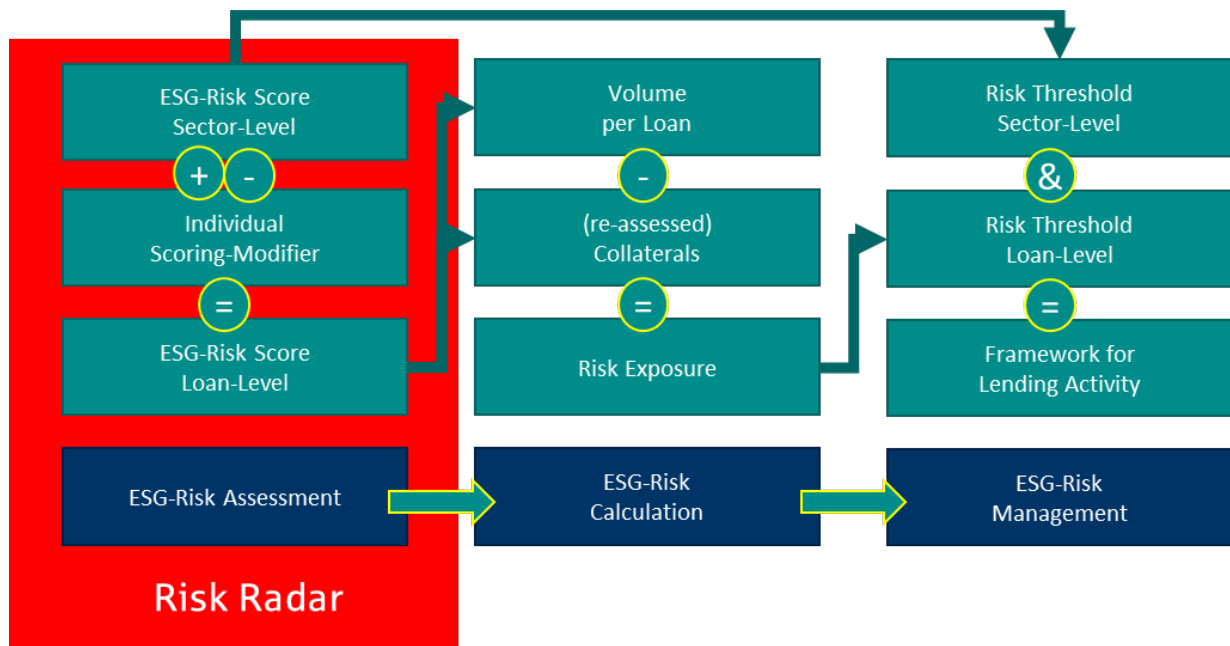 ESG-Risk Score
Sector-Level
+ -
Individual
Scoring-Modifier
=
ESG-Risk Score
Loan-Level
ESG-Risk Assessment
Risk Radar
Volume
per Loan
-
(re-assessed)
Collaterals
=
Risk Exposure
ESG-Risk
Calculation
Risk Threshold
Sector-Level
&
Risk Threshold
Loan-Level
=
Framework for
Lending Activity
ESG-Risk
Management